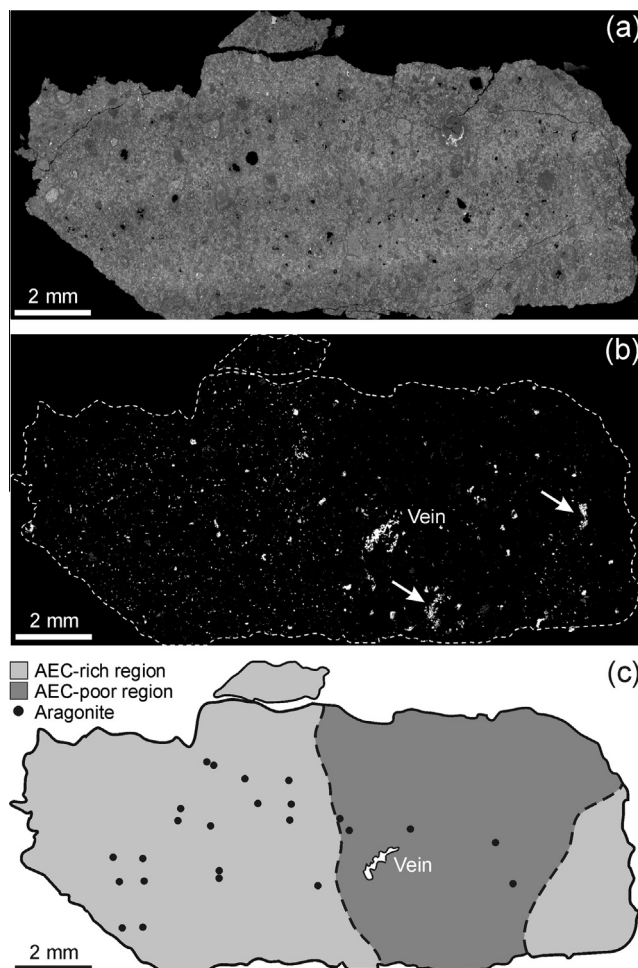 (a)
2 mm
(b)
Vein
2 mm
AEC-rich region
(c)
AEC-poor region
Aragonite
Vein
2 mm